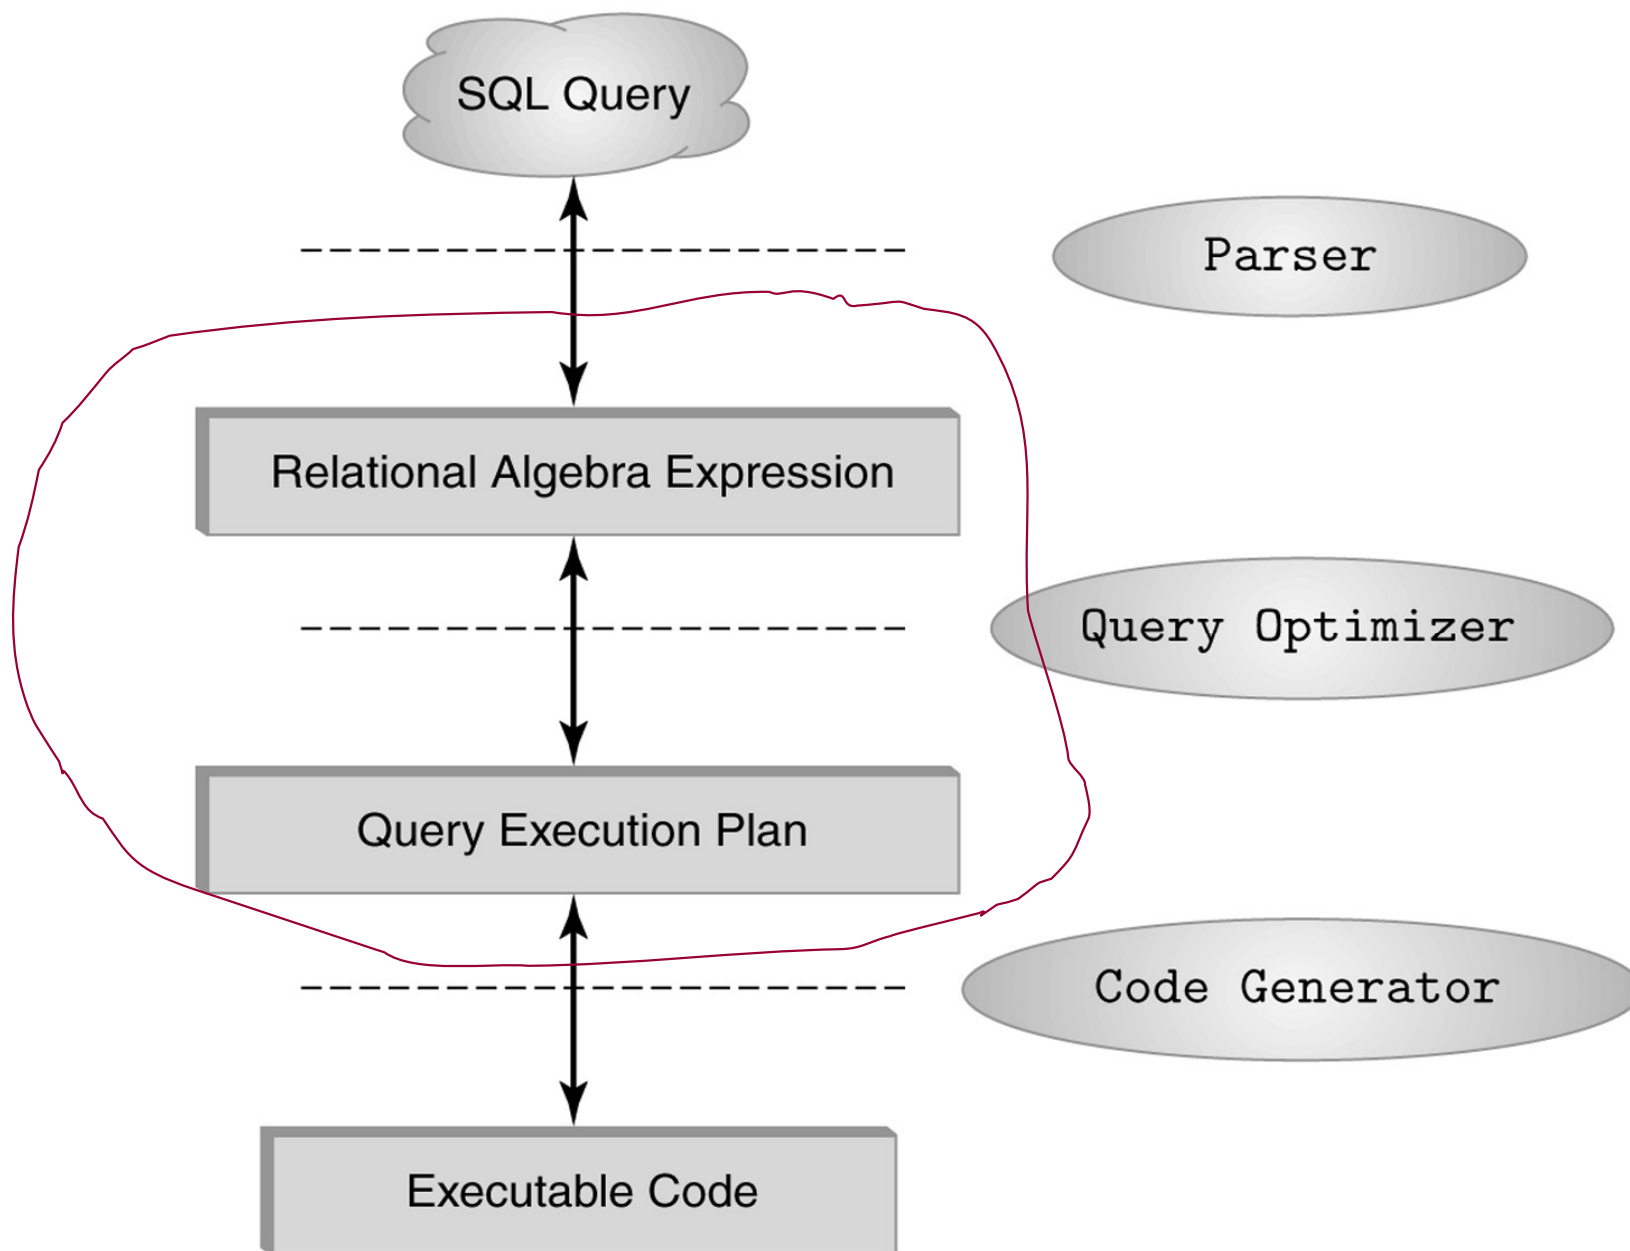 SQL Query
Parser
Relational Algebra Expression
Query Optimizer
Query Execution Plan
Code Generator
Executable Code